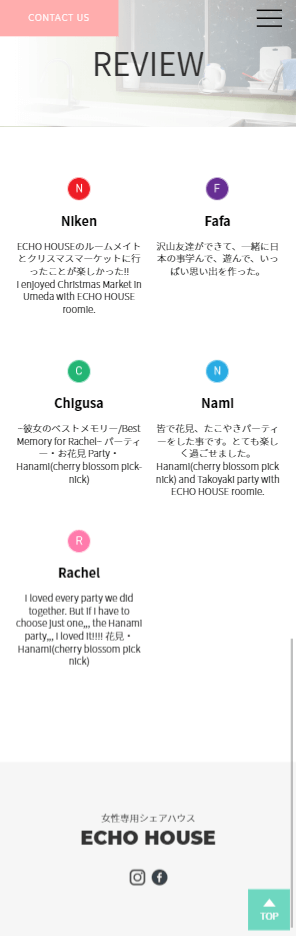 CONTACT US
REVIEW
N
Niken
ECHO HOUSEのルームメイト
とクリスマスマーケットに行
ったことが楽しかった!!
I enjoyed Christmas Market in
Umeda with ECHO HOUSE
roomie.
F
Fafa
沢山友達ができて、一緒に日
本の事学んで、遊んで、いっ
ぱい思い出を作った。
C
Chigusa
−彼女のベストメモリー/Best
Memory for Rachel− パーティ
ー・お花見 Party・
Hanami(cherry blossom pick-
nick)
N
Nami
皆で花見、たこやきパーティ
ーをした事です。とても楽し
く過ごせました。
Hanami(cherry blossom pick
nick) and Takoyaki party with
ECHO HOUSE roomie.
R
Rachel
I loved every party we did
together. But if I have to
choose just one,,, the Hanami
party,,, I loved it!!!! 花見・
Hanami(cherry blossom pick
nick)
女性専用シェアハウス
ECHO HOUSE
TOP